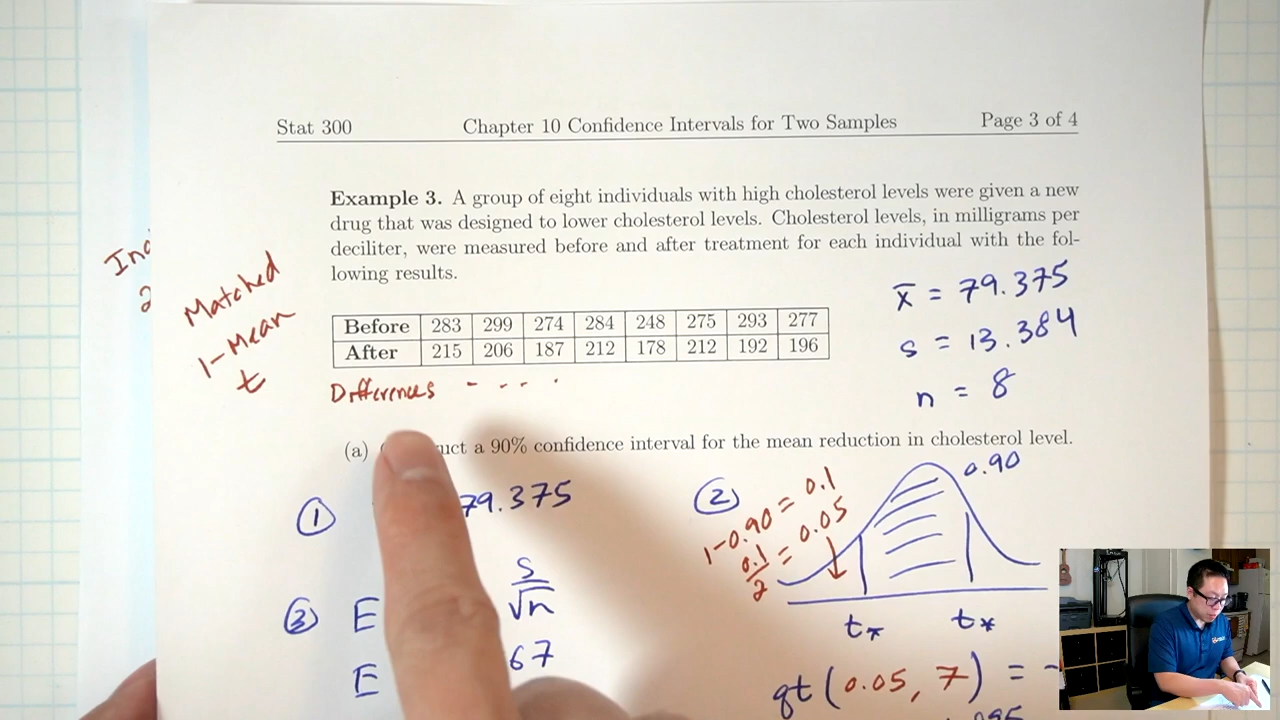 Stat 300 Chapter 10 Confidence Intervals for Two Samples Page 3 of 4
Example 3. A group of eight individuals with high cholesterol levels were given a new
drug that was designed to lower cholesterol levels. Cholesterol levels, in milligrams per
deciliter, were measured before and after treatment for each individual with the fol-
lowing results.
Matched
1-Mean
t
Before 283 299 274 284 248 275 293 277
After 215 206 187 212 178 212 192 196
Differences - - - .
x̄ = 79.375
s = 13.384
n = 8
(a) a 90% confidence interval for the mean reduction in cholesterol level.
① 79.375
② 1-0.90 = 0.1
0.1/2 = 0.05
0.90
t* t*
qt(0.05, 7) = -
③ E s/√n
E 67